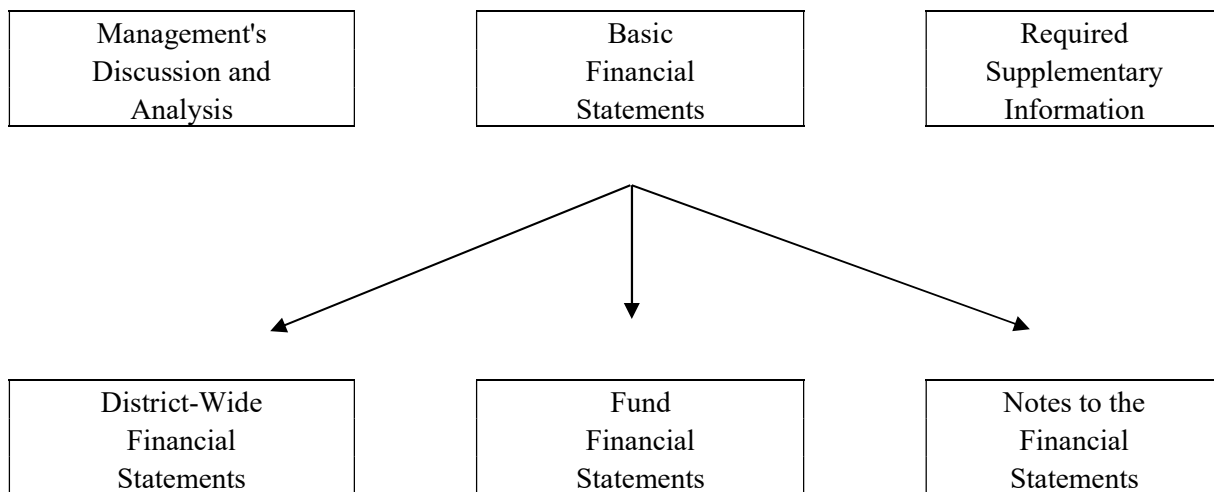 Management's
Discussion and
Analysis
Basic
Financial
Statements
Required
Supplementary
Information
District-Wide
Financial
Statements
Fund
Financial
Statements
Notes to the
Financial
Statements